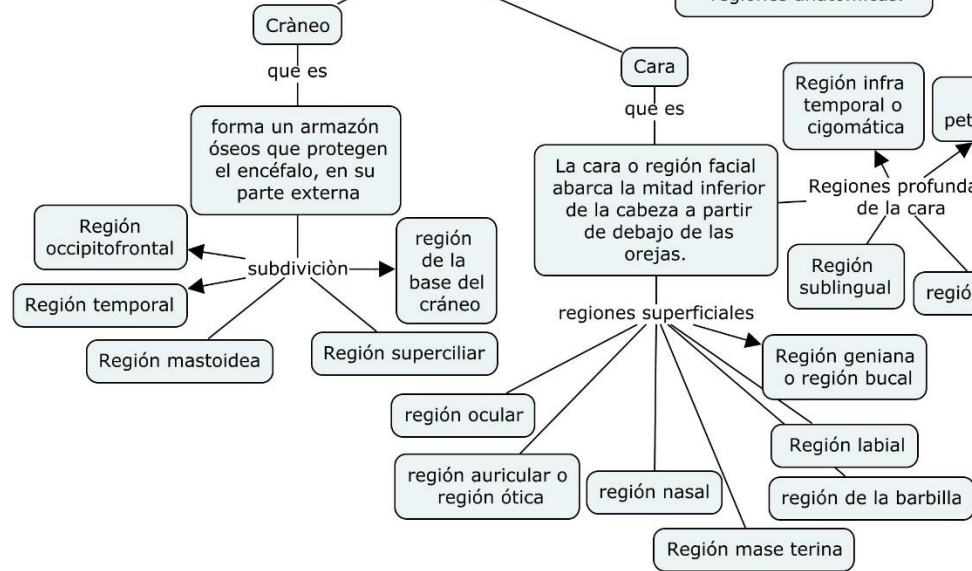 regiones anatómicas.
Cràneo
que es
forma un armazón
óseos que protegen
el encéfalo, en su
parte externa
subdiviciòn
Región
occipitofrontal
Región temporal
Región mastoidea
Región superciliar
región
de la
base del
cráneo
Cara
que es
La cara o región facial
abarca la mitad inferior
de la cabeza a partir
de debajo de las
orejas.
Regiones profunda
de la cara
Región infra
temporal o
cigomática
pet
Región
sublingual
regió
regiones superficiales
región ocular
región auricular o
región ótica
región nasal
Región mase terina
región de la barbilla
Región labial
Región geniana
o región bucal